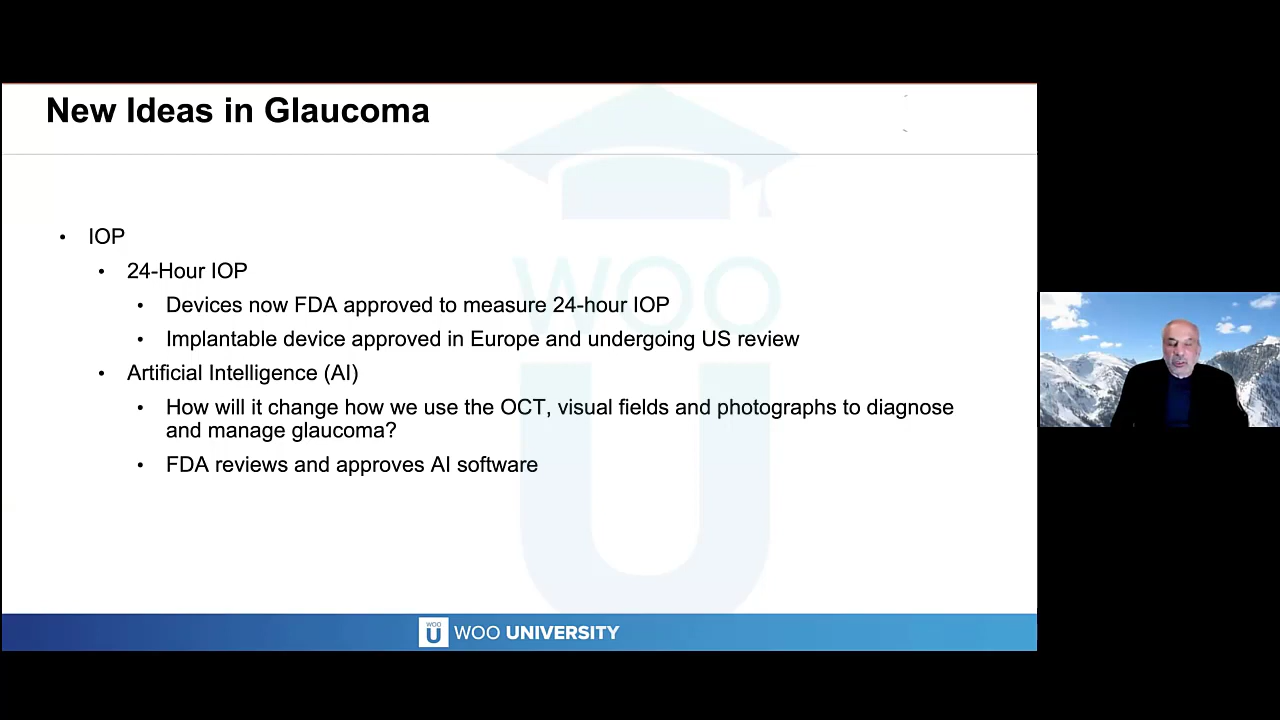 New Ideas in Glaucoma
• IOP
• 24-Hour IOP
• Devices now FDA approved to measure 24-hour IOP
• Implantable device approved in Europe and undergoing US review
• Artificial Intelligence (AI)
• How will it change how we use the OCT, visual fields and photographs to diagnose
and manage glaucoma?
• FDA reviews and approves AI software
WOO
U
WOO
U
WOO UNIVERSITY